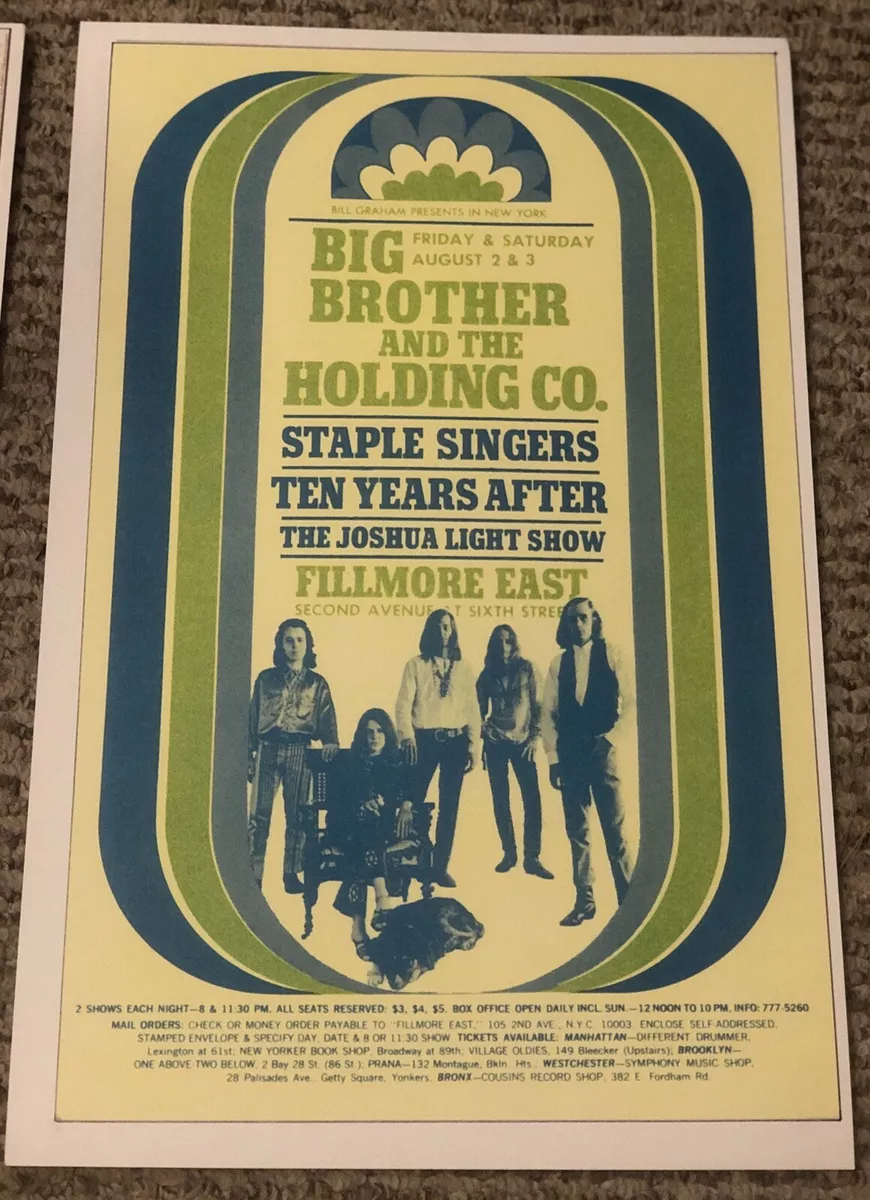 BILL GRAHAM PRESENTS IN NEW YORK
BIG FRIDAY & SATURDAY
AUGUST 2 & 3
BROTHER
AND THE
HOLDING CO.
STAPLE SINGERS
TEN YEARS AFTER
THE JOSHUA LIGHT SHOW
FILLMORE EAST
SECOND AVENUE AT SIXTH STREET
2 SHOWS EACH NIGHT—8 & 11:30 PM. ALL SEATS RESERVED: $3, $4, $5. BOX OFFICE OPEN DAILY INCL. SUN.—12 NOON TO 10 PM. INFO: 777-5260
MAIL ORDERS: CHECK OR MONEY ORDER PAYABLE TO "FILLMORE EAST," 105 2ND AVE., N.Y.C. 10003. ENCLOSE SELF ADDRESSED,
STAMPED ENVELOPE & SPECIFY DAY, DATE & 8 OR 11:30 SHOW. TICKETS AVAILABLE: MANHATTAN—DIFFERENT DRUMMER,
Lexington at 61st; NEW YORKER BOOK SHOP, Broadway at 89th, VILLAGE OLDIES, 149 Bleecker (Upstairs); BROOKLYN—
ONE ABOVE TWO BELOW, 2 Bay 28 St. (86 St.); PRANA—132 Montague, Bkln. Hts.; WESTCHESTER—SYMPHONY MUSIC SHOP,
28 Palisades Ave., Getty Square, Yonkers. BRONX—COUSINS RECORD SHOP, 382 E. Fordham Rd.